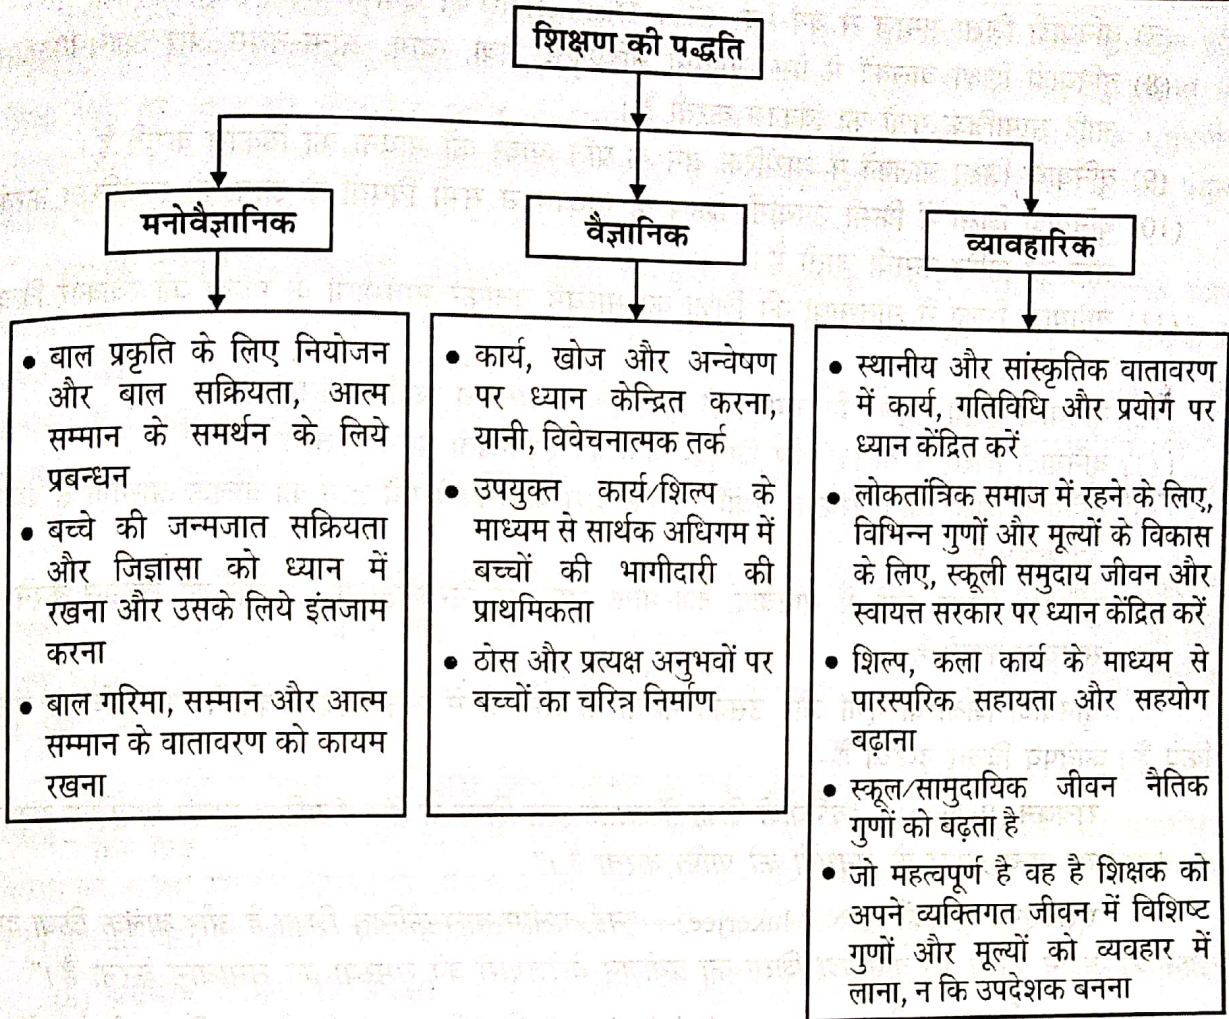 शिक्षण की पद्धति
मनोवैज्ञानिक
वैज्ञानिक
व्यावहारिक
• बाल प्रकृति के लिए नियोजन
और बाल सक्रियता, आत्म
सम्मान के समर्थन के लिये
प्रबन्धन
• बच्चे की जन्मजात सक्रियता
और जिज्ञासा को ध्यान में
रखना और उसके लिये इंतजाम
करना
• बाल गरिमा, सम्मान और आत्म
सम्मान के वातावरण को कायम
रखना
• कार्य, खोज और अन्वेषण
पर ध्यान केन्द्रित करना,
यानी, विवेचनात्मक तर्क
• उपयुक्त कार्य/शिल्प के
माध्यम से सार्थक अधिगम में
बच्चों की भागीदारी की
प्राथमिकता
• ठोस और प्रत्यक्ष अनुभवों पर
बच्चों का चरित्र निर्माण
• स्थानीय और सांस्कृतिक वातावरण
में कार्य, गतिविधि और प्रयोग पर
ध्यान केंद्रित करें
• लोकतांत्रिक समाज में रहने के लिए,
विभिन्न गुणों और मूल्यों के विकास
के लिए, स्कूली समुदाय जीवन और
स्वायत्त सरकार पर ध्यान केंद्रित करें
• शिल्प, कला कार्य के माध्यम से
पारस्परिक सहायता और सहयोग
बढ़ाना
• स्कूल/सामुदायिक जीवन नैतिक
गुणों को बढ़ता है
• जो महत्वपूर्ण है वह है शिक्षक को
अपने व्यक्तिगत जीवन में विशिष्ट
गुणों और मूल्यों को व्यवहार में
लाना, न कि उपदेशक बनना